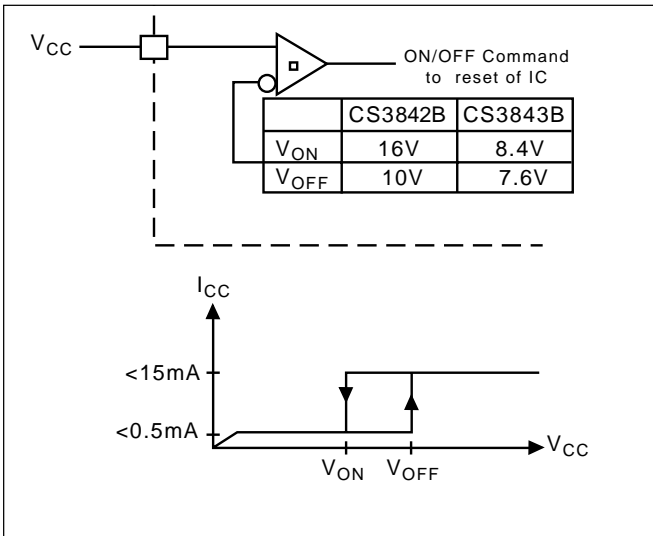 VCC
ON/OFF Command
to reset of IC
CS3842B CS3843B
VON 16V 8.4V
VOFF 10V 7.6V
ICC
<15mA
<0.5mA
VCC
VON VOFF